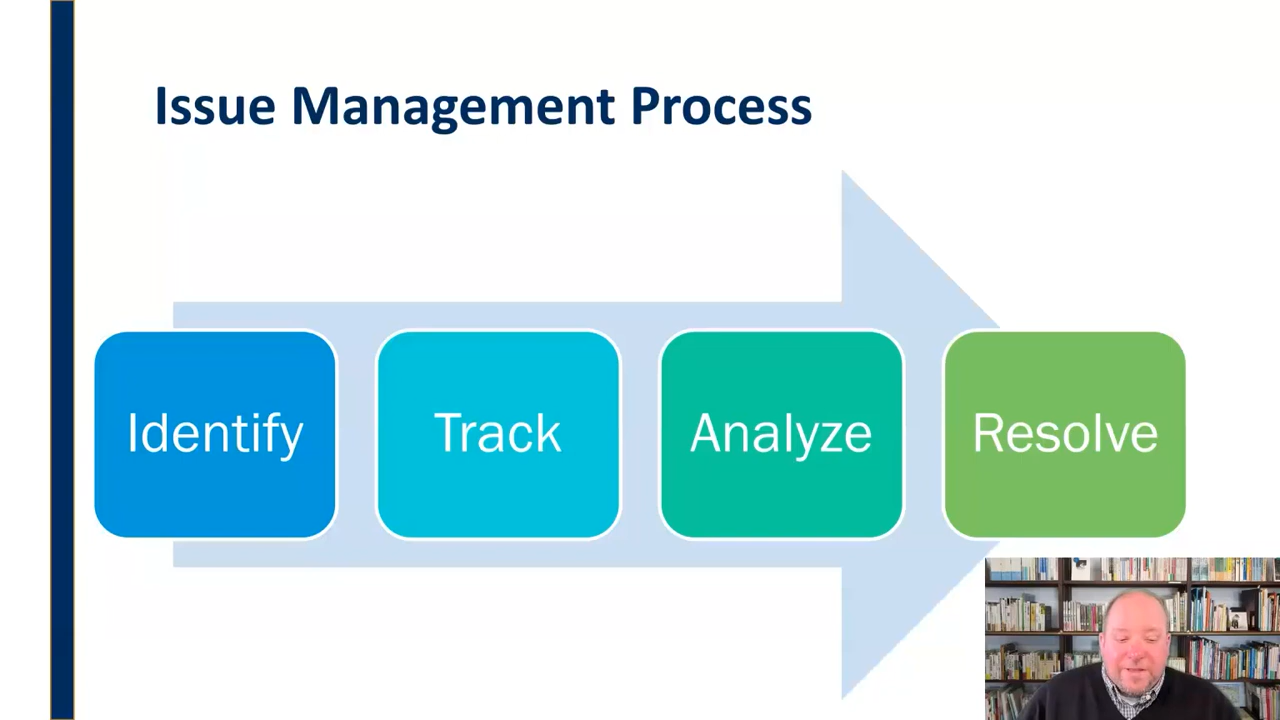 Issue Management Process
Identify
Track
Analyze
Resolve